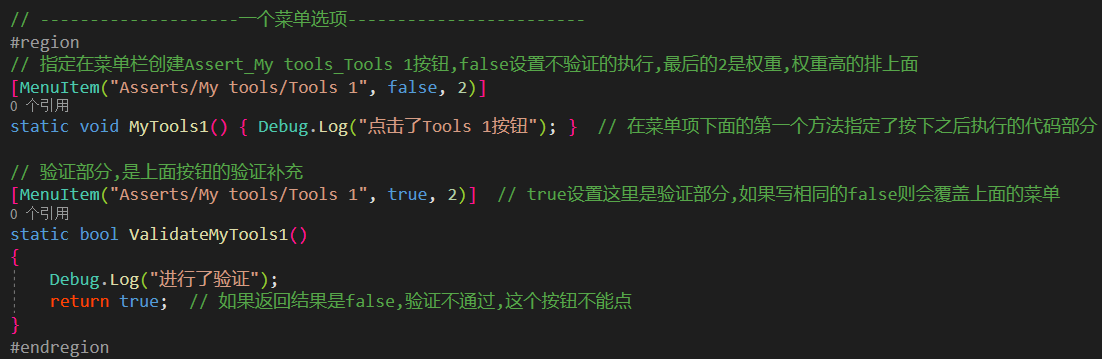 // --------------------一个菜单选项------------------------
#region
// 指定在菜单栏创建Assert_My tools_Tools 1按钮,false设置不验证的执行,最后的2是权重,权重高的排上面
[MenuItem("Asserts/My tools/Tools 1", false, 2)]
0 个引用
static void MyTools1() { Debug.Log("点击了Tools 1按钮"); }  // 在菜单项下面的第一个方法指定了按下之后执行的代码部分
// 验证部分,是上面按钮的验证补充
[MenuItem("Asserts/My tools/Tools 1", true, 2)]  // true设置这里是验证部分,如果写相同的false则会覆盖上面的菜单
0 个引用
static bool ValidateMyTools1()
{
    Debug.Log("进行了验证");
    return true;  // 如果返回结果是false,验证不通过,这个按钮不能点
}
#endregion